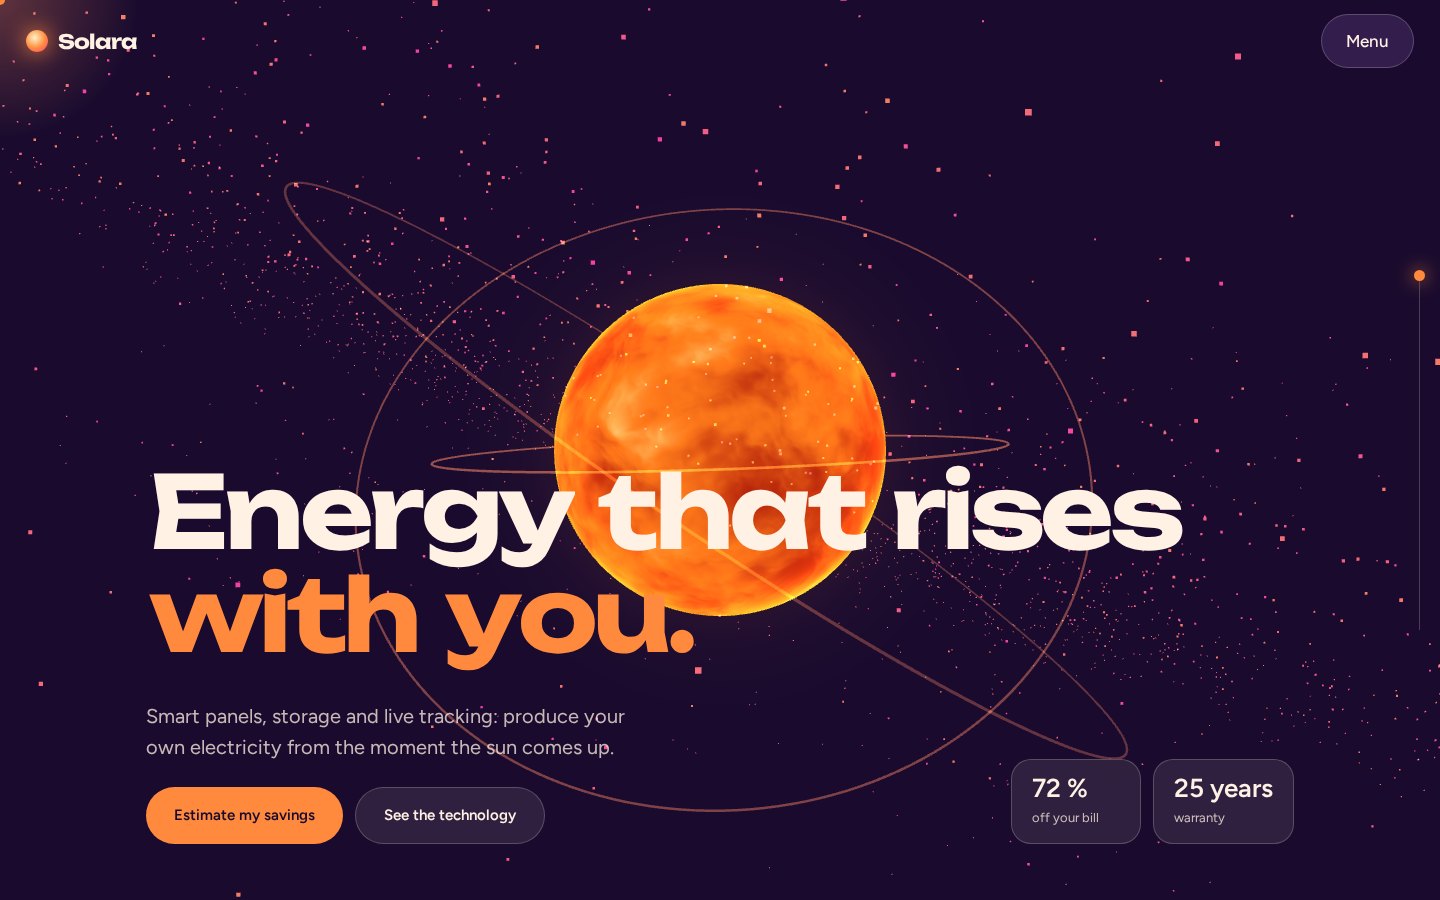 Solara
Menu
Energy that rises
with you.
Smart panels, storage and live tracking: produce your
own electricity from the moment the sun comes up.
Estimate my savings
See the technology
72 %
off your bill
25 years
warranty